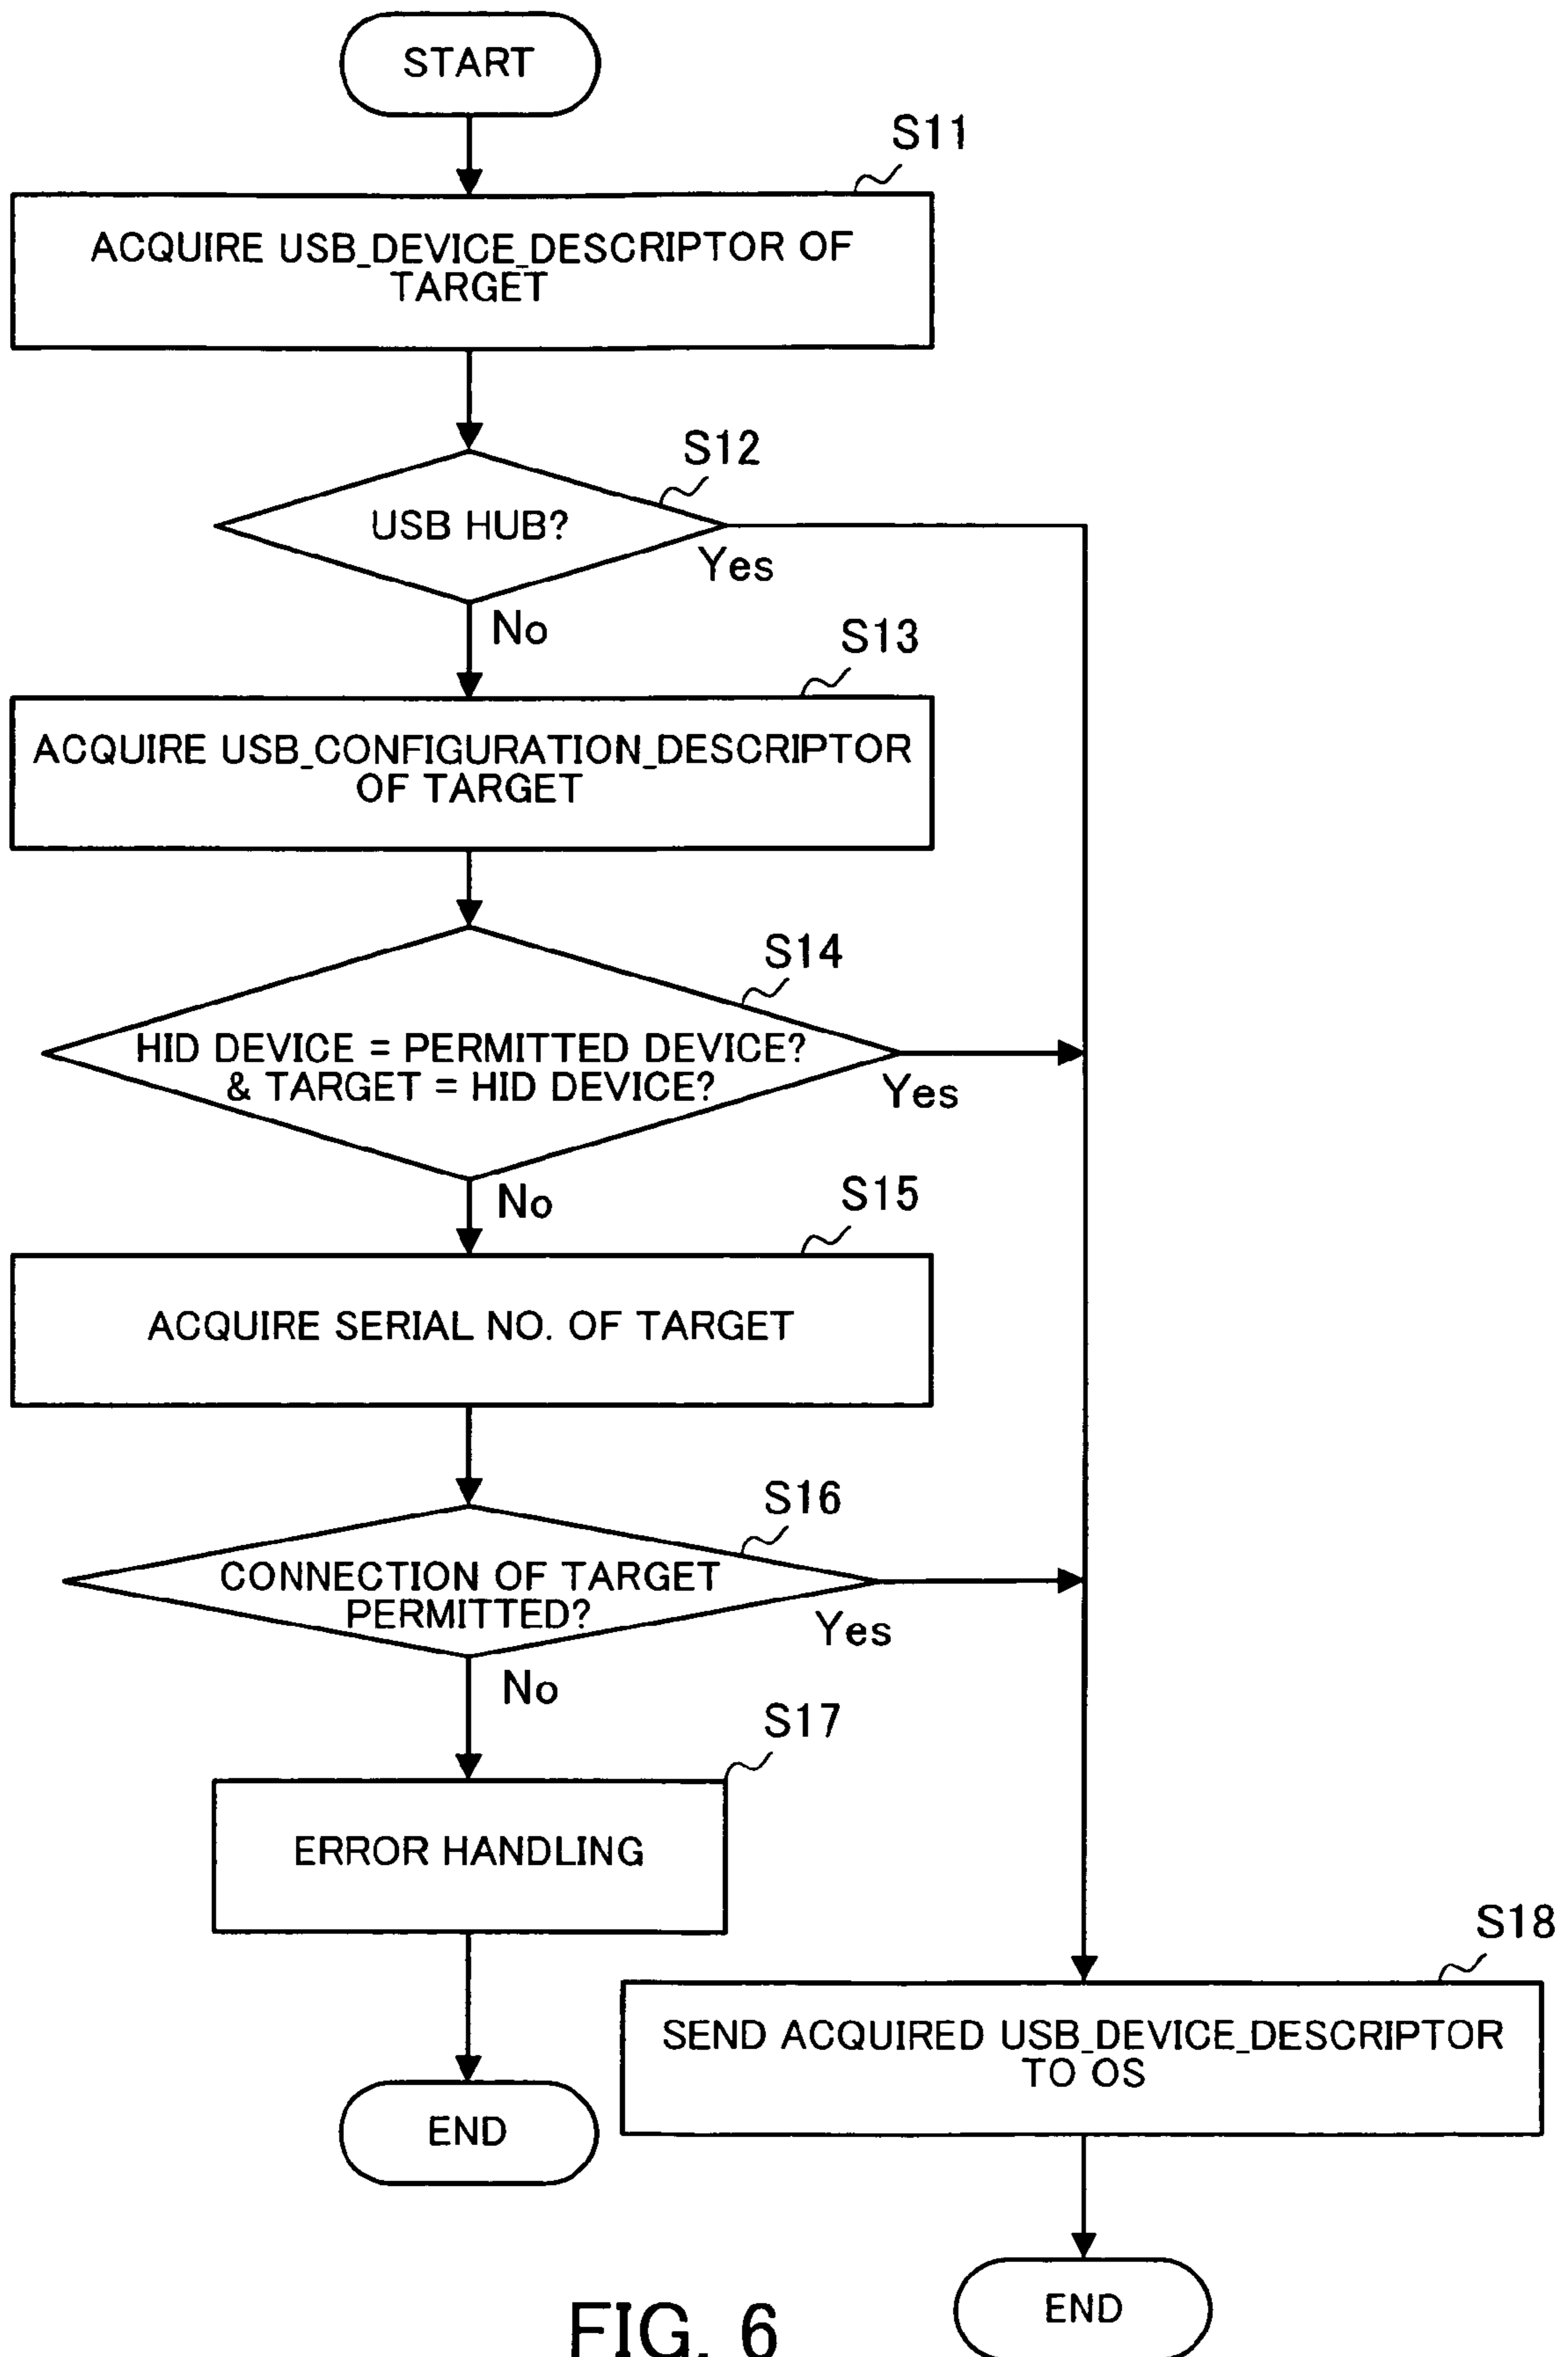 START
S11
ACQUIRE USB_DEVICE_DESCRIPTOR OF
TARGET
S12
USB HUB?
Yes
No
S13
ACQUIRE USB_CONFIGURATION_DESCRIPTOR
OF TARGET
S14
HID DEVICE = PERMITTED DEVICE?
& TARGET = HID DEVICE?
Yes
No
S15
ACQUIRE SERIAL NO. OF TARGET
S16
CONNECTION OF TARGET
PERMITTED?
Yes
No
S17
ERROR HANDLING
S18
SEND ACQUIRED USB_DEVICE_DESCRIPTOR
TO OS
END
END
FIG. 6